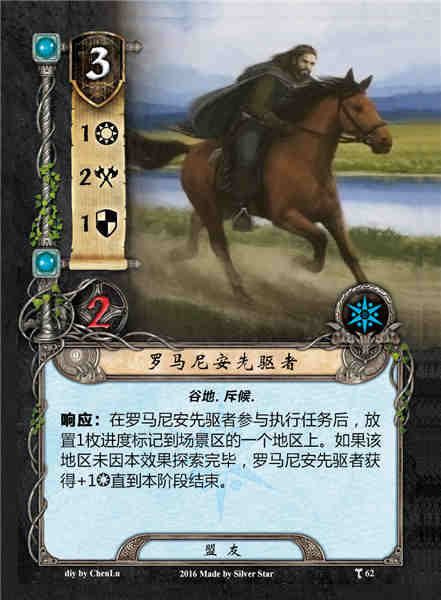 3
1
2
1
2
罗马尼安先驱者
谷地. 斥候.
响应：在罗马尼安先驱者参与执行任务后，放
置1枚进度标记到场景区的一个地区上。如果该
地区未因本效果探索完毕，罗马尼安先驱者获
得+1直到本阶段结束。
盟友
diy by ChenLu 2016 Made by Silver Star 62